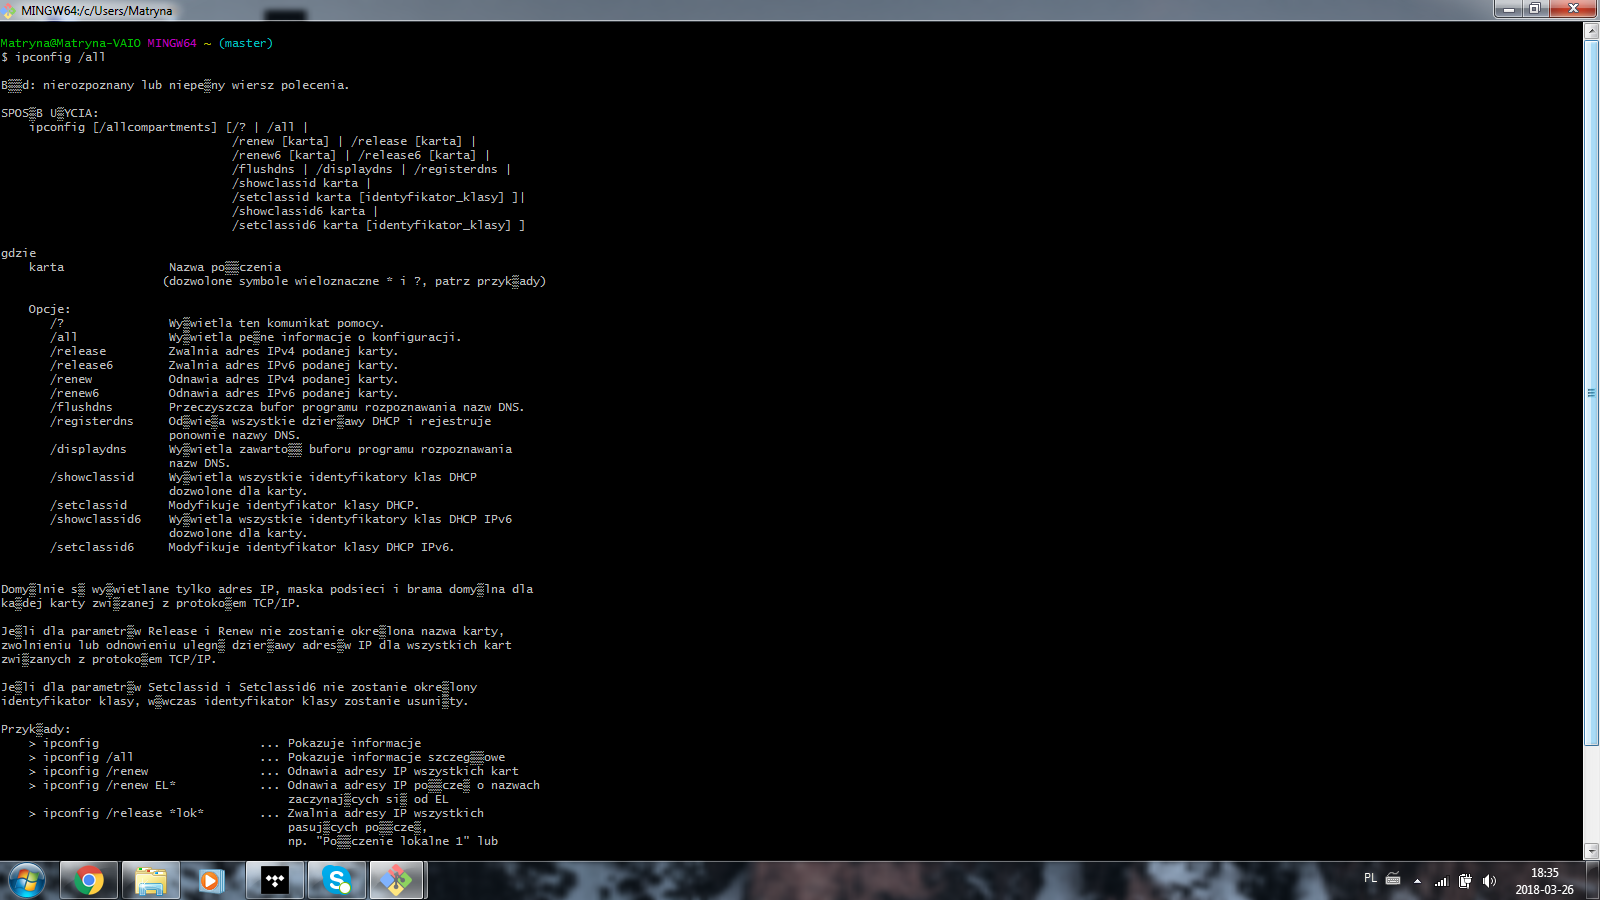 MINGW64:/c/Users/Matryna
Matryna@Matryna-VAIO MINGW64 ~ (master)
$ ipconfig /all
B▒▒d: nierozpoznany lub niepe▒ny wiersz polecenia.
SPOS▒B U▒YCIA:
ipconfig [/allcompartments] [/? | /all |
/renew [karta] | /release [karta] |
/renew6 [karta] | /release6 [karta] |
/flushdns | /displaydns | /registerdns |
/showclassid karta |
/setclassid karta [identyfikator_klasy] ]|
/showclassid6 karta |
/setclassid6 karta [identyfikator_klasy] ]
gdzie
karta Nazwa po▒▒czenia
(dozwolone symbole wieloznaczne * i ?, patrz przyk▒ady)
Opcje:
/? Wy▒wietla ten komunikat pomocy.
/all Wy▒wietla pe▒ne informacje o konfiguracji.
/release Zwalnia adres IPv4 podanej karty.
/release6 Zwalnia adres IPv6 podanej karty.
/renew Odnawia adres IPv4 podanej karty.
/renew6 Odnawia adres IPv6 podanej karty.
/flushdns Przeczyszcza bufor programu rozpoznawania nazw DNS.
/registerdns Od▒wie▒a wszystkie dzier▒awy DHCP i rejestruje
ponownie nazwy DNS.
/displaydns Wy▒wietla zawarto▒▒ buforu programu rozpoznawania
nazw DNS.
/showclassid Wy▒wietla wszystkie identyfikatory klas DHCP
dozwolone dla karty.
/setclassid Modyfikuje identyfikator klasy DHCP.
/showclassid6 Wy▒wietla wszystkie identyfikatory klas DHCP IPv6
dozwolone dla karty.
/setclassid6 Modyfikuje identyfikator klasy DHCP IPv6.
Domy▒lnie s▒ wy▒wietlane tylko adres IP, maska podsieci i brama domy▒lna dla
ka▒dej karty zwi▒zanej z protoko▒em TCP/IP.
Je▒li dla parametr▒w Release i Renew nie zostanie okre▒lona nazwa karty,
zwolnieniu lub odnowieniu ulegn▒ dzier▒awy adres▒w IP dla wszystkich kart
zwi▒zanych z protoko▒em TCP/IP.
Je▒li dla parametr▒w Setclassid i Setclassid6 nie zostanie okre▒lony
identyfikator klasy, w▒wczas identyfikator klasy zostanie usuni▒ty.
Przyk▒ady:
> ipconfig ... Pokazuje informacje
> ipconfig /all ... Pokazuje informacje szczeg▒▒owe
> ipconfig /renew ... Odnawia adresy IP wszystkich kart
> ipconfig /renew EL* ... Odnawia adresy IP po▒▒cze▒ o nazwach
zaczynaj▒cych si▒ od EL
> ipconfig /release *lok* ... Zwalnia adresy IP wszystkich
pasuj▒cych po▒▒cze▒,
np. "Po▒▒czenie lokalne 1" lub
PL
18:35
2018-03-26